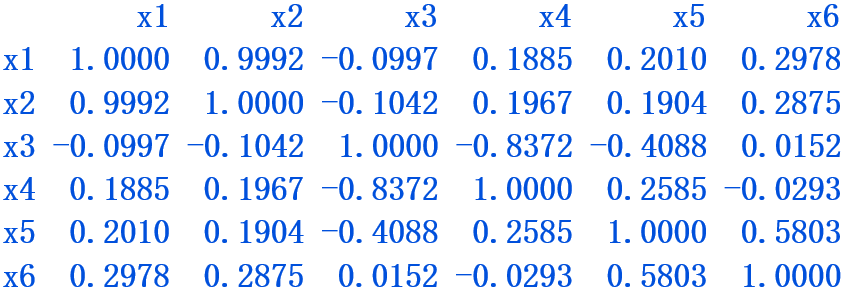 x1 x2 x3 x4 x5 x6
x1 1.0000 0.9992 -0.0997 0.1885 0.2010 0.2978
x2 0.9992 1.0000 -0.1042 0.1967 0.1904 0.2875
x3 -0.0997 -0.1042 1.0000 -0.8372 -0.4088 0.0152
x4 0.1885 0.1967 -0.8372 1.0000 0.2585 -0.0293
x5 0.2010 0.1904 -0.4088 0.2585 1.0000 0.5803
x6 0.2978 0.2875 0.0152 -0.0293 0.5803 1.0000